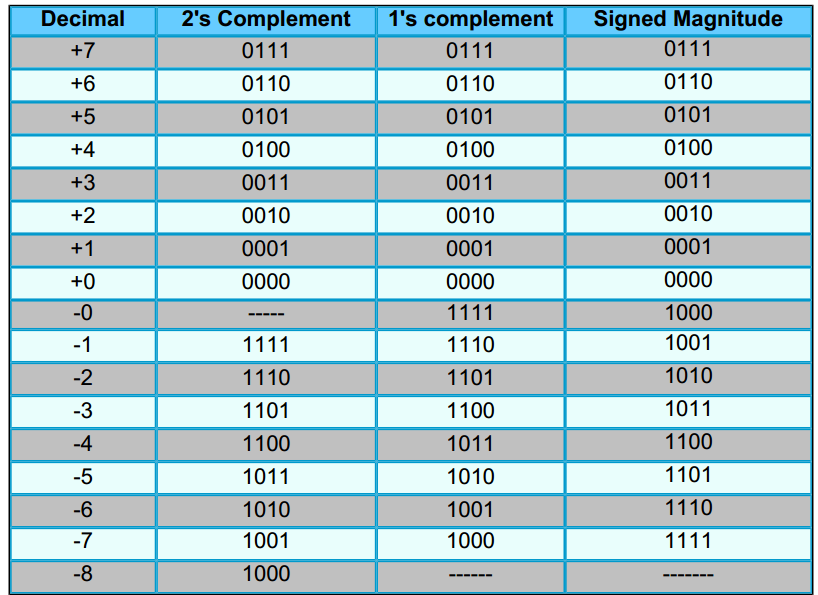 Decimal 2's Complement 1's complement Signed Magnitude
+7 0111 0111 0111
+6 0110 0110 0110
+5 0101 0101 0101
+4 0100 0100 0100
+3 0011 0011 0011
+2 0010 0010 0010
+1 0001 0001 0001
+0 0000 0000 0000
-0 ----- 1111 1000
-1 1111 1110 1001
-2 1110 1101 1010
-3 1101 1100 1011
-4 1100 1011 1100
-5 1011 1010 1101
-6 1010 1001 1110
-7 1001 1000 1111
-8 1000 ------ -------